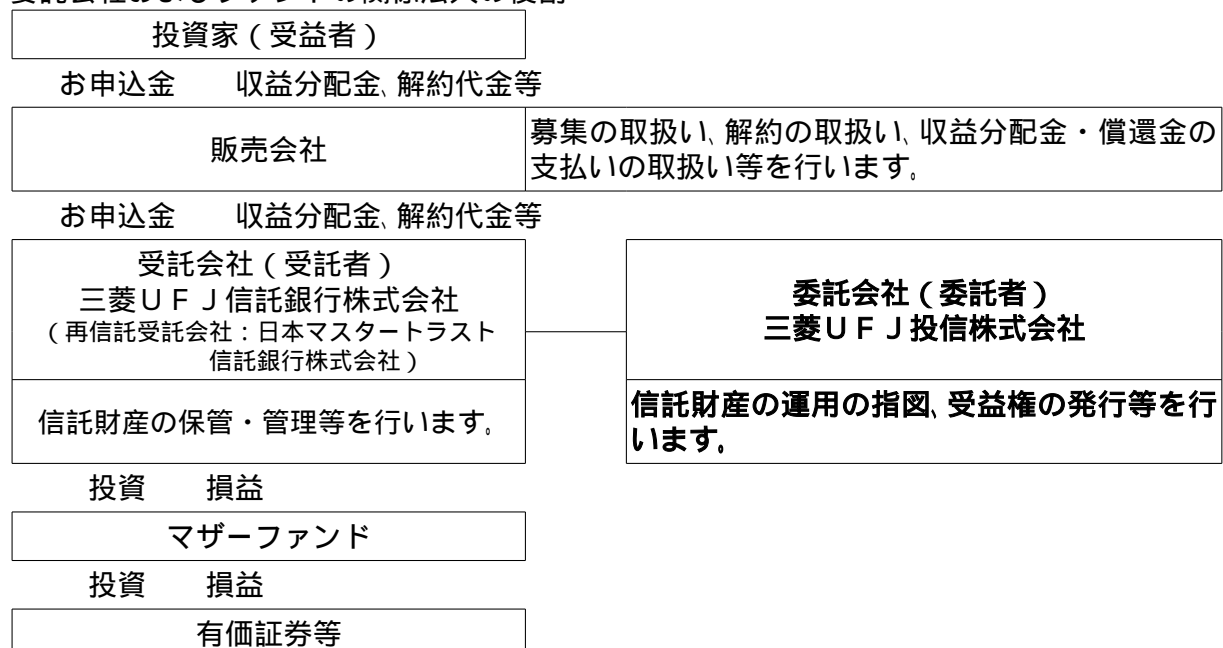 投資家(受益者)
お申込金 収益分配金、解約代金等
販売会社
募集の取扱い、解約の取扱い、収益分配金・償還金の
支払いの取扱い等を行います。
お申込金 収益分配金、解約代金等
受託会社(受託者)
三菱UFJ信託銀行株式会社
(再信託受託会社:日本マスタートラスト
信託銀行株式会社)
委託会社(委託者)
三菱UFJ投信株式会社
信託財産の保管・管理等を行います。
信託財産の運用の指図、受益権の発行等を行
います。
投資 損益
マザーファンド
投資 損益
有価証券等